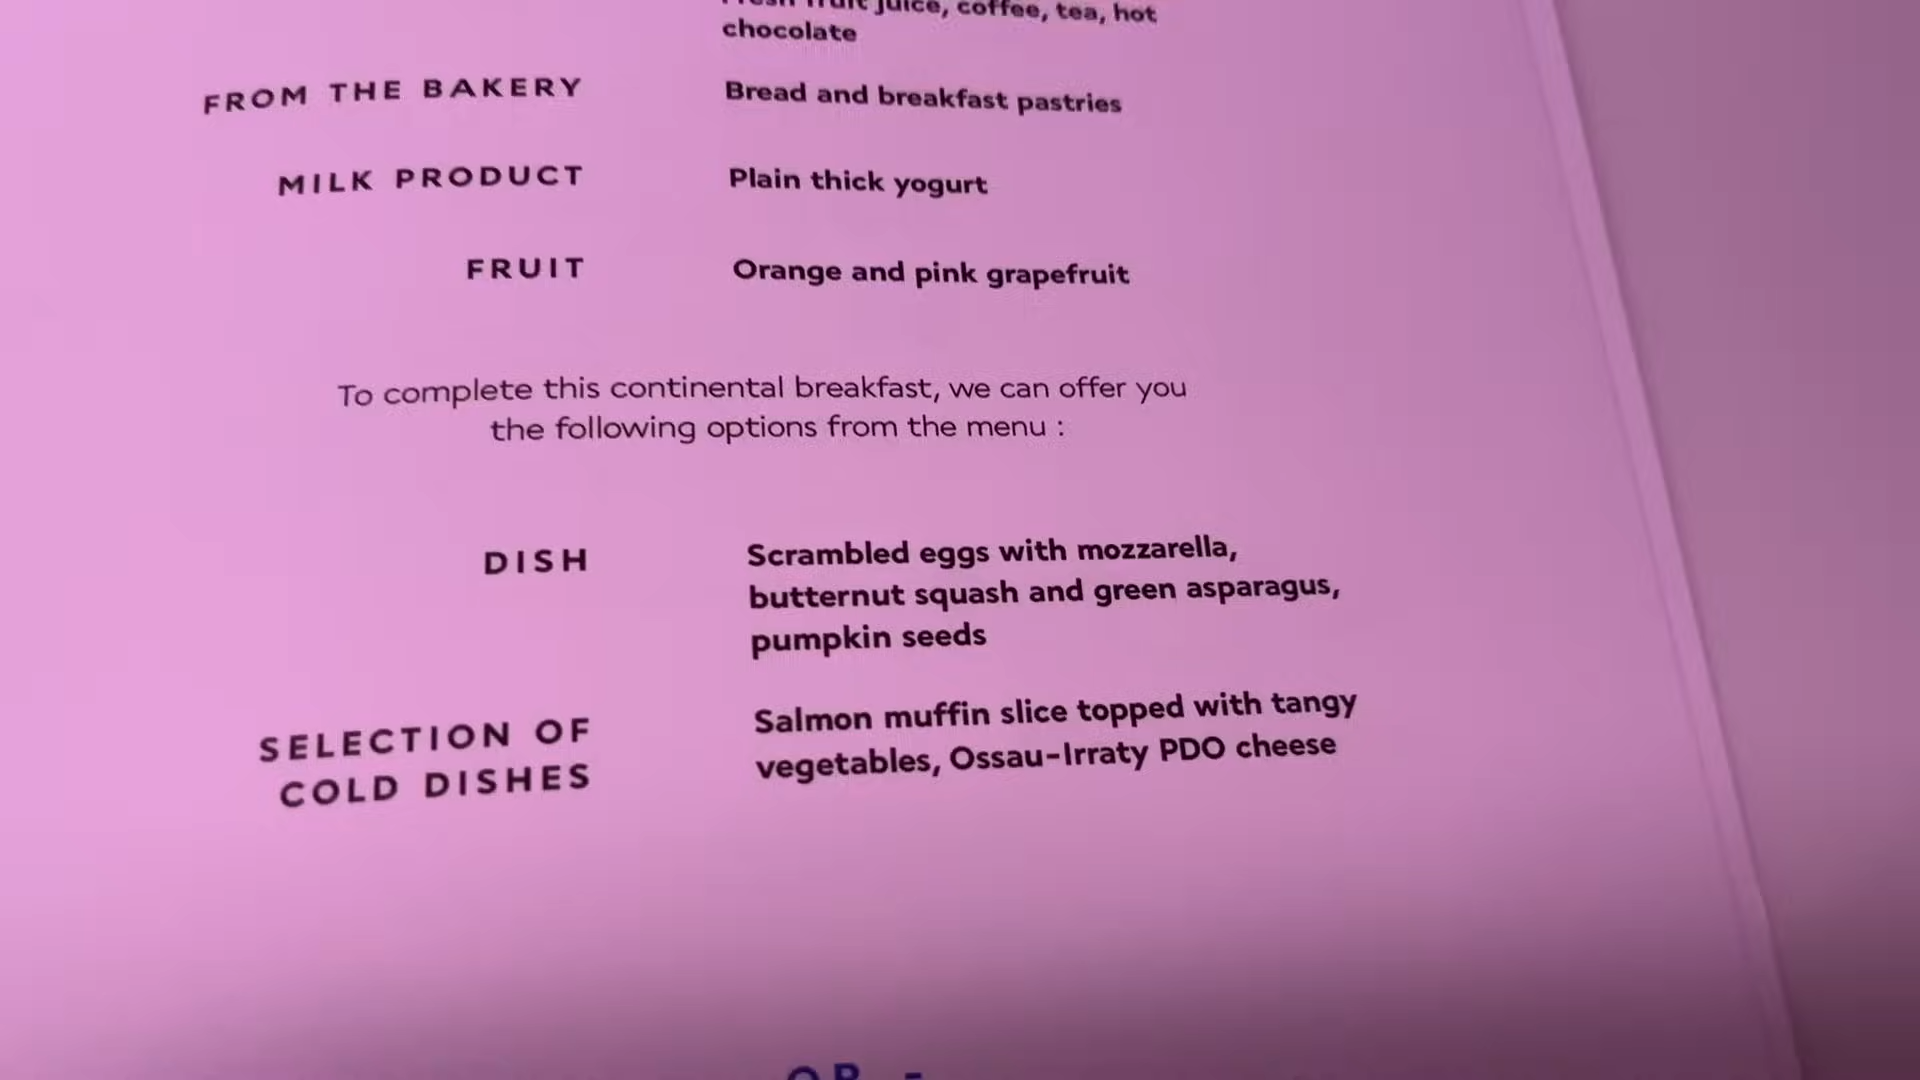 Fresh fruit juice, coffee, tea, hot
chocolate
FROM THE BAKERY
Bread and breakfast pastries
MILK PRODUCT
Plain thick yogurt
FRUIT
Orange and pink grapefruit
To complete this continental breakfast, we can offer you
the following options from the menu :
DISH
Scrambled eggs with mozzarella,
butternut squash and green asparagus,
pumpkin seeds
SELECTION OF
COLD DISHES
Salmon muffin slice topped with tangy
vegetables, Ossau-Irraty PDO cheese